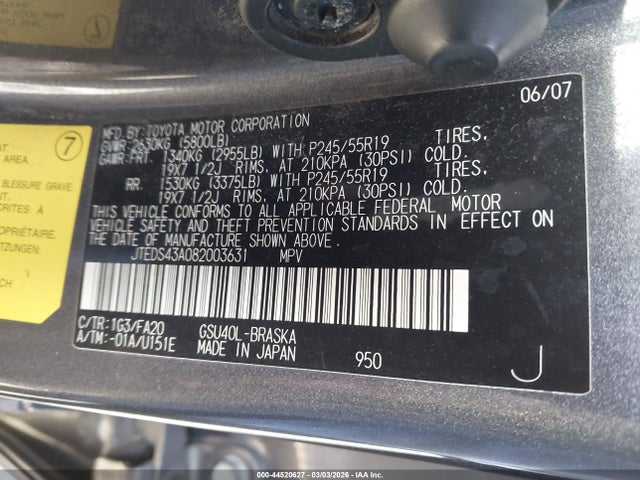 06/07
MFD. BY: TOYOTA MOTOR CORPORATION
GVWR: 2630KG (5800LB)
GAWR:FRT. 1340KG (2955LB) WITH P245/55R19 TIRES,
19X7 1/2J RIMS, AT 210KPA (30PSI) COLD.
RR. 1530KG (3375LB) WITH P245/55R19 TIRES,
19X7 1/2J RIMS, AT 210KPA (30PSI) COLD.
THIS VEHICLE CONFORMS TO ALL APPLICABLE FEDERAL MOTOR
VEHICLE SAFETY AND THEFT PREVENTION STANDARDS IN EFFECT ON
THE DATE OF MANUFACTURE SHOWN ABOVE.
JTEDS43A082003631 MPV
C/TR:1G3/FA20 GSU40L-BRASKA
A/TM:-01A/U151E MADE IN JAPAN 950 J
7
AREA.
BLESSURE GRAVE
000-44520627 - 03/03/2026 - IAAI